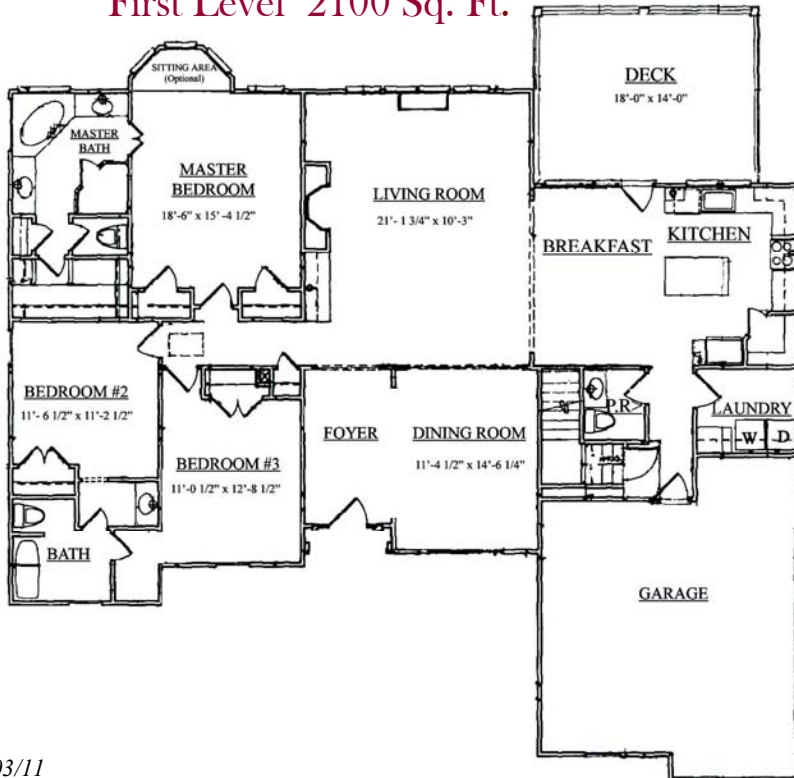 First Level 2100 Sq. Ft.
SITTING AREA
(Optional)
DECK
18'-0" x 14'-0"
MASTER
BATH
MASTER
BEDROOM
18'-6" x 15' -4 1/2"
LIVING ROOM
21'- 1 3/4" x 10'-3"
BREAKFAST
KITCHEN
BEDROOM #2
11'- 6 1/2" x 11'-2 1/2"
P.R
LAUNDRY
W
D
FOYER
DINING ROOM
11'-4 1/2" x 14'-6 1/4"
BEDROOM #3
11'-0 1/2" x 12'-8 1/2"
BATH
GARAGE
03/11